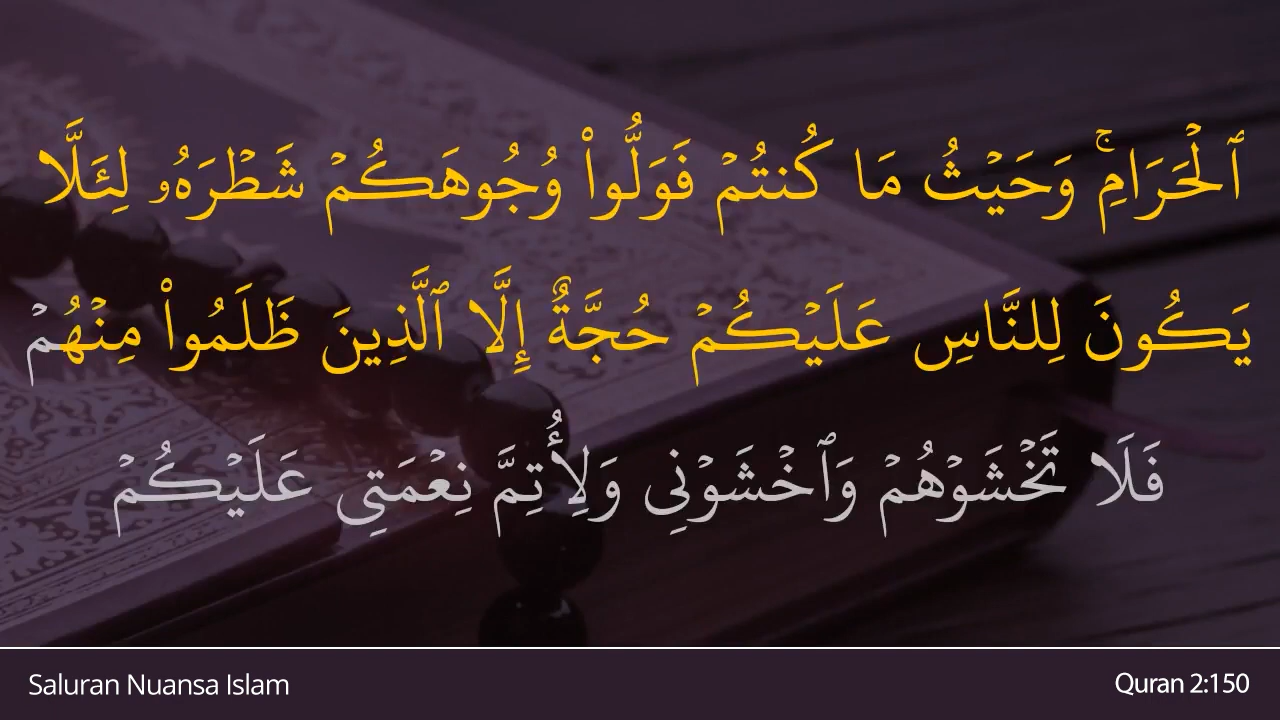 ٱلۡحَرَامِۚ وَحَيۡثُ مَا كُنتُمۡ فَوَلُّواْ وُجُوهَكُمۡ شَطۡرَهُۥ لِئَلَّا
يَكُونَ لِلنَّاسِ عَلَيۡكُمۡ حُجَّةٌ إِلَّا ٱلَّذِينَ ظَلَمُواْ مِنۡهُمۡ
فَلَا تَخۡشَوۡهُمۡ وَٱخۡشَوۡنِي وَلِأُتِمَّ نِعۡمَتِي عَلَيۡكُمۡ
Saluran Nuansa Islam
Quran 2:150